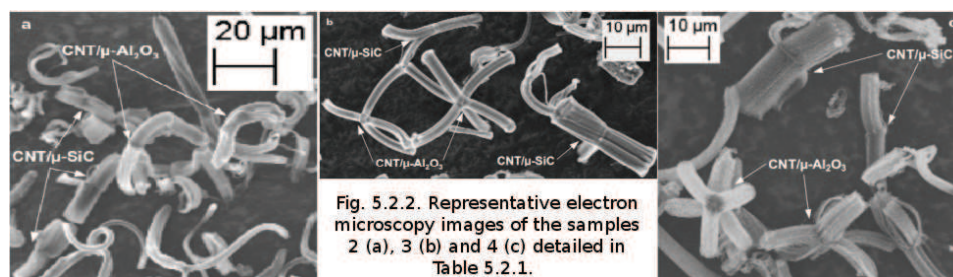 a
20 µm
CNT/µ-Al₂O₃
CNT/µ-SiC
b
10 µm
CNT/µ-SiC
CNT/µ-Al₂O₃
CNT/µ-SiC
10 µm
c
CNT/µ-SiC
CNT/µ-Al₂O₃
Fig. 5.2.2. Representative electron
microscopy images of the samples
2 (a), 3 (b) and 4 (c) detailed in
Table 5.2.1.